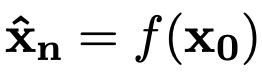 x̂ₙ = f(x₀)